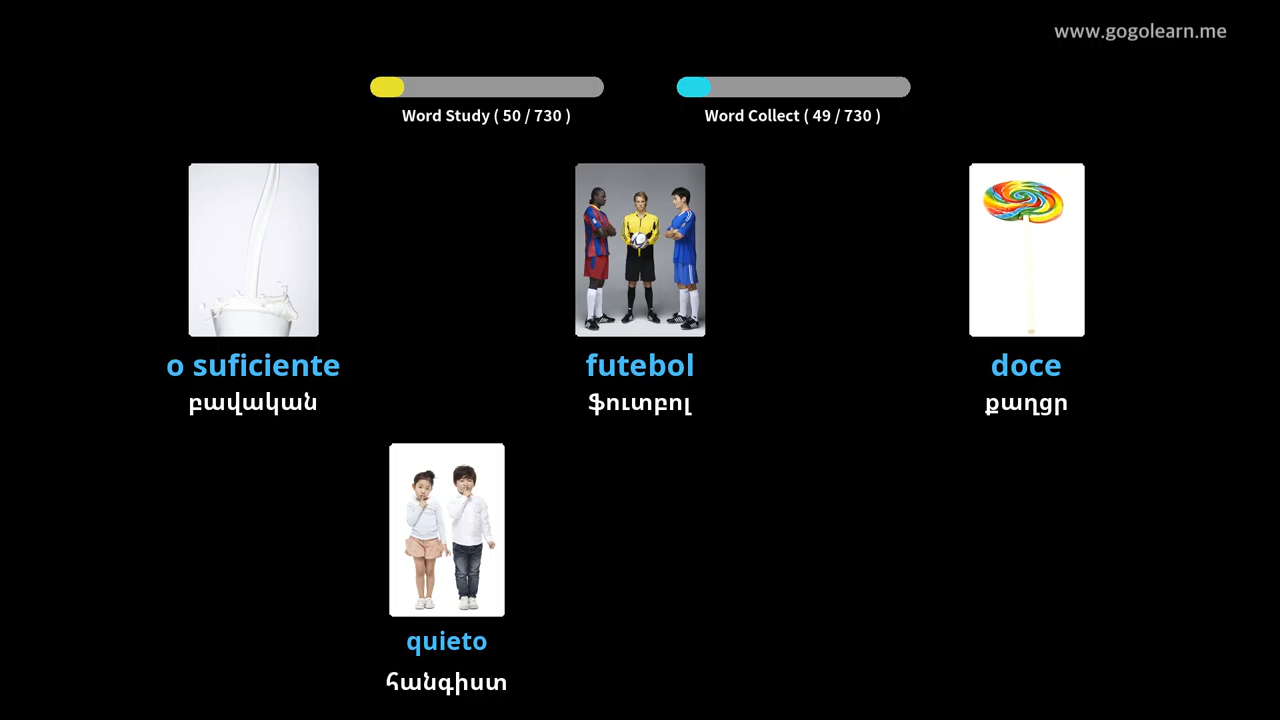 www.gogolearn.me
Word Study ( 50 / 730 )
Word Collect ( 49 / 730 )
o suficiente
բավական
futebol
ֆուտբոլ
doce
քաղցր
quieto
հանգիստ